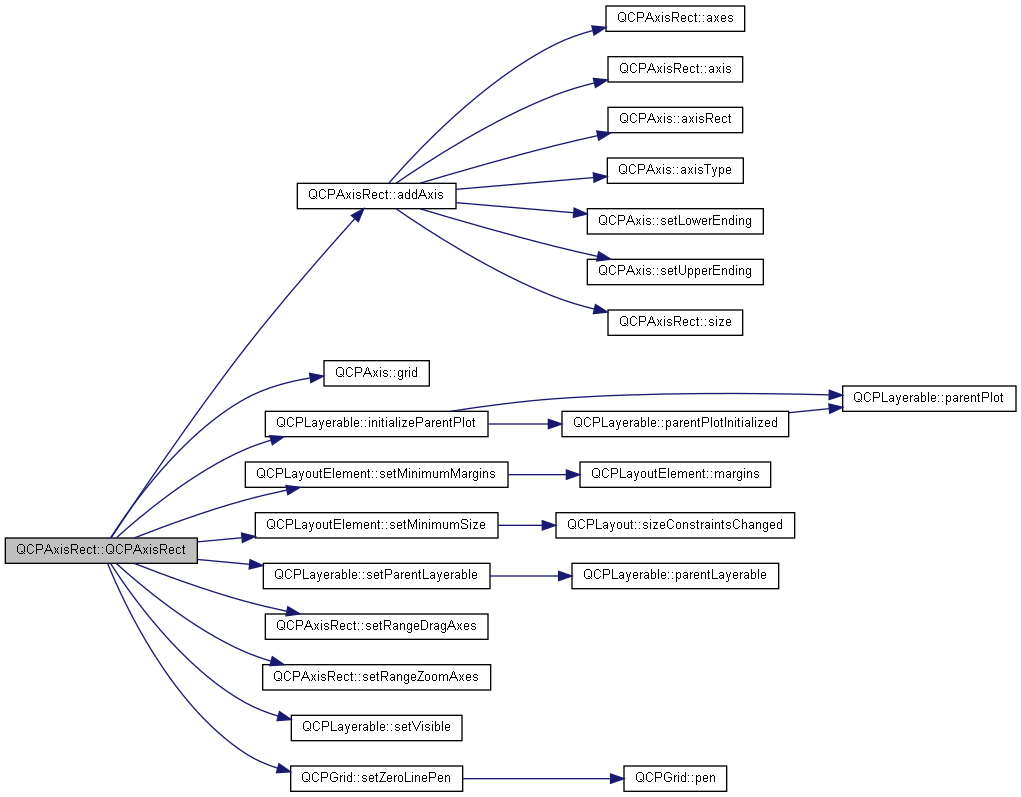 QCPAxisRect::axes
QCPAxisRect::axis
QCPAxis::axisRect
QCPAxis::axisType
QCPAxisRect::addAxis
QCPAxis::setLowerEnding
QCPAxis::setUpperEnding
QCPAxisRect::size
QCPAxis::grid
QCPLayerable::parentPlot
QCPLayerable::initializeParentPlot
QCPLayerable::parentPlotInitialized
QCPLayoutElement::setMinimumMargins
QCPLayoutElement::margins
QCPLayoutElement::setMinimumSize
QCPLayout::sizeConstraintsChanged
QCPAxisRect::QCPAxisRect
QCPLayerable::setParentLayerable
QCPLayerable::parentLayerable
QCPAxisRect::setRangeDragAxes
QCPAxisRect::setRangeZoomAxes
QCPLayerable::setVisible
QCPGrid::setZeroLinePen
QCPGrid::pen